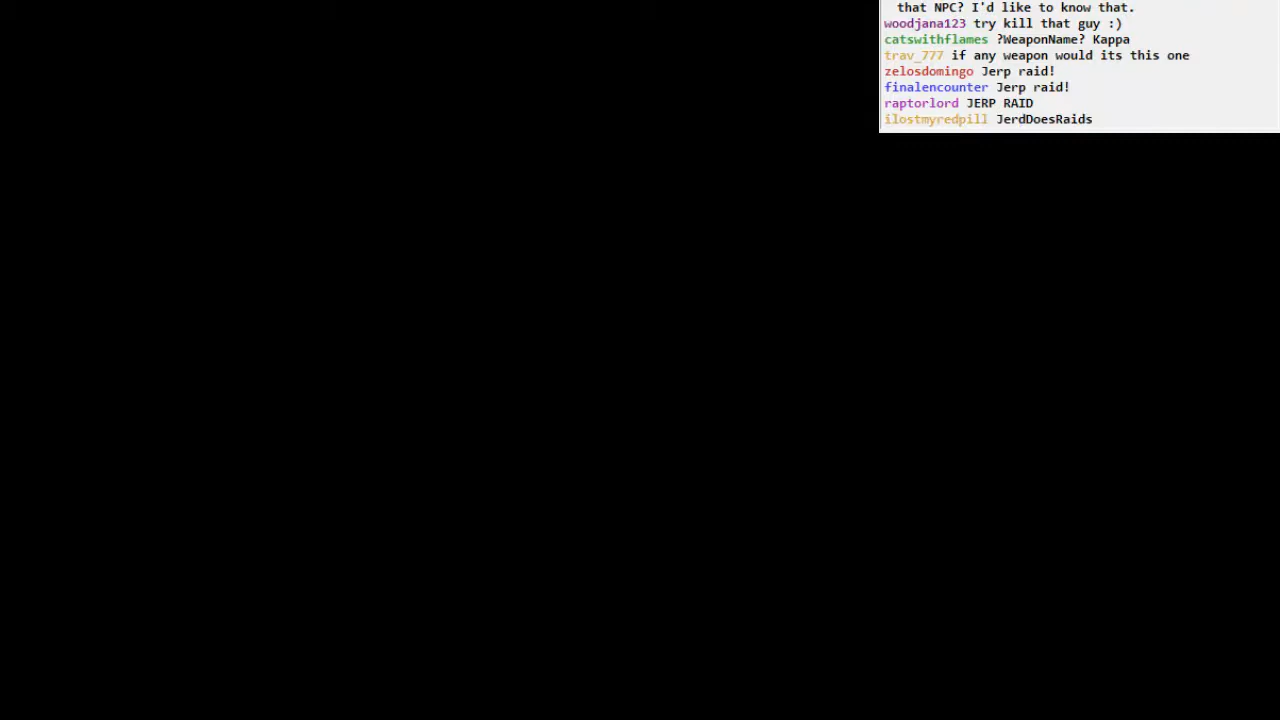 that NPC? I'd like to know that.
woodjana123 try kill that guy :)
catswithflames ?WeaponName? Kappa
trav_777 if any weapon would its this one
zelosdomingo Jerp raid!
finalencounter Jerp raid!
raptorlord JERP RAID
ilostmyredpill JerdDoesRaids